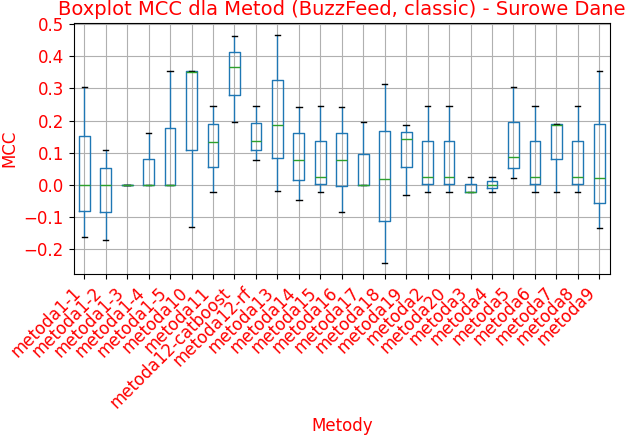 Boxplot MCC dla Metod (BuzzFeed, classic) - Surowe Dane
0.5
0.4
0.3
0.2
0.1
0.0
−0.1
−0.2
MCC
metoda1-1
metoda1-2
metoda1-3
metoda1-4
metoda1-5
metoda10
metoda11
metoda12-catboost
metoda12-rf
metoda13
metoda14
metoda15
metoda16
metoda17
metoda18
metoda19
metoda2
metoda20
metoda3
metoda4
metoda5
metoda6
metoda7
metoda8
metoda9
Metody